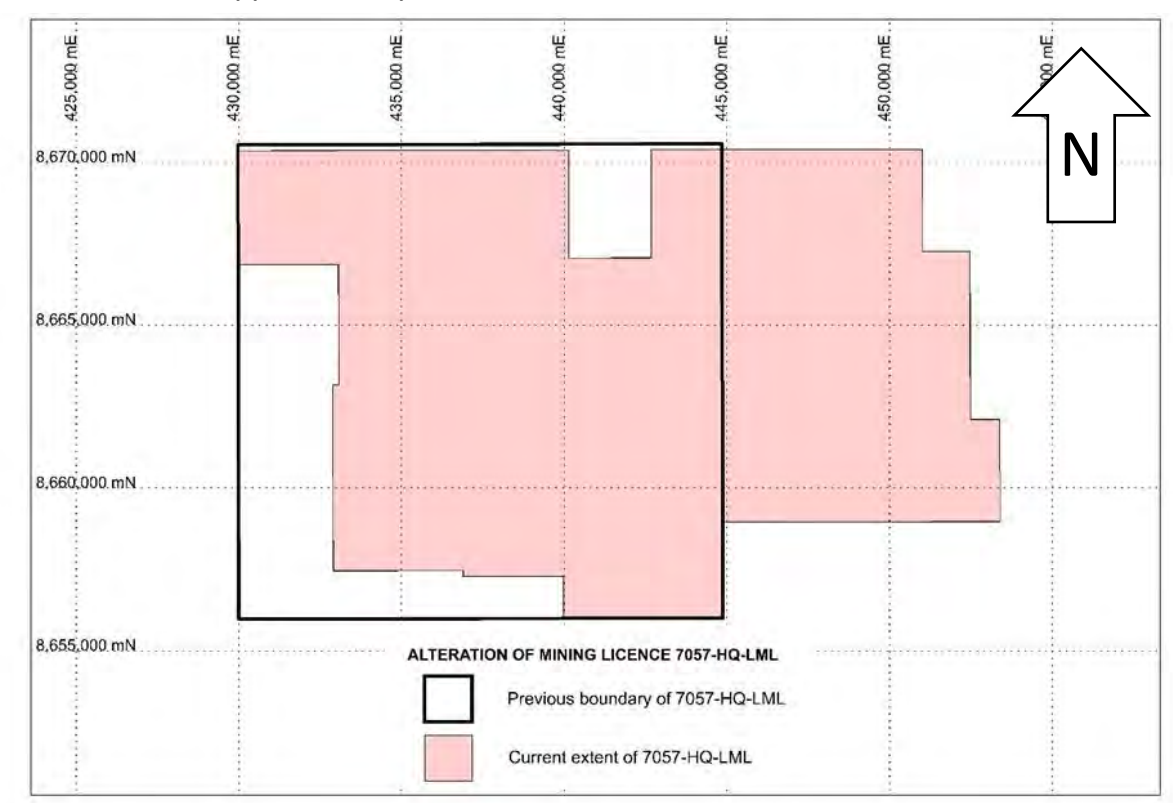 425,000 mE
430,000 mE
435,000 mE
440,000 mE
445,000 mE
450,000 mE
mE
N
8,670,000 mN
8,665,000 mN
8,660,000 mN
8,655,000 mN
ALTERATION OF MINING LICENCE 7057-HQ-LML
Previous boundary of 7057-HQ-LML
Current extent of 7057-HQ-LML